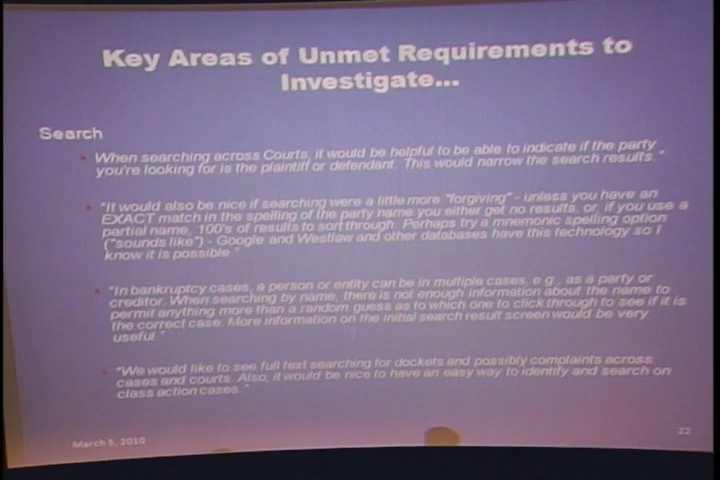 Key Areas of Unmet Requirements to
Investigate...
Search
• When searching across Courts, it would be helpful to be able to indicate if the party
you're looking for is the plaintiff or defendant. This would narrow the search results."
• "It would also be nice if searching were a little more "forgiving" - unless you have an
EXACT match in the spelling of the party name you either get no results, or, if you use a
partial name, 100's of results to sort through. Perhaps try a mnemonic spelling option
("sounds like") - Google and Westlaw and other databases have this technology so I
know it is possible."
• "In bankruptcy cases, a person or entity can be in multiple cases, e.g., as a party or
creditor. When searching by name, there is not enough information about the name to
permit anything more than a random guess as to which one to click through to see if it is
the correct case. More information on the initial search result screen would be very
useful."
• "We would like to see full text searching for dockets and possibly complaints across
cases and courts. Also, it would be nice to have an easy way to identify and search on
class action cases."
March 5, 2010
22